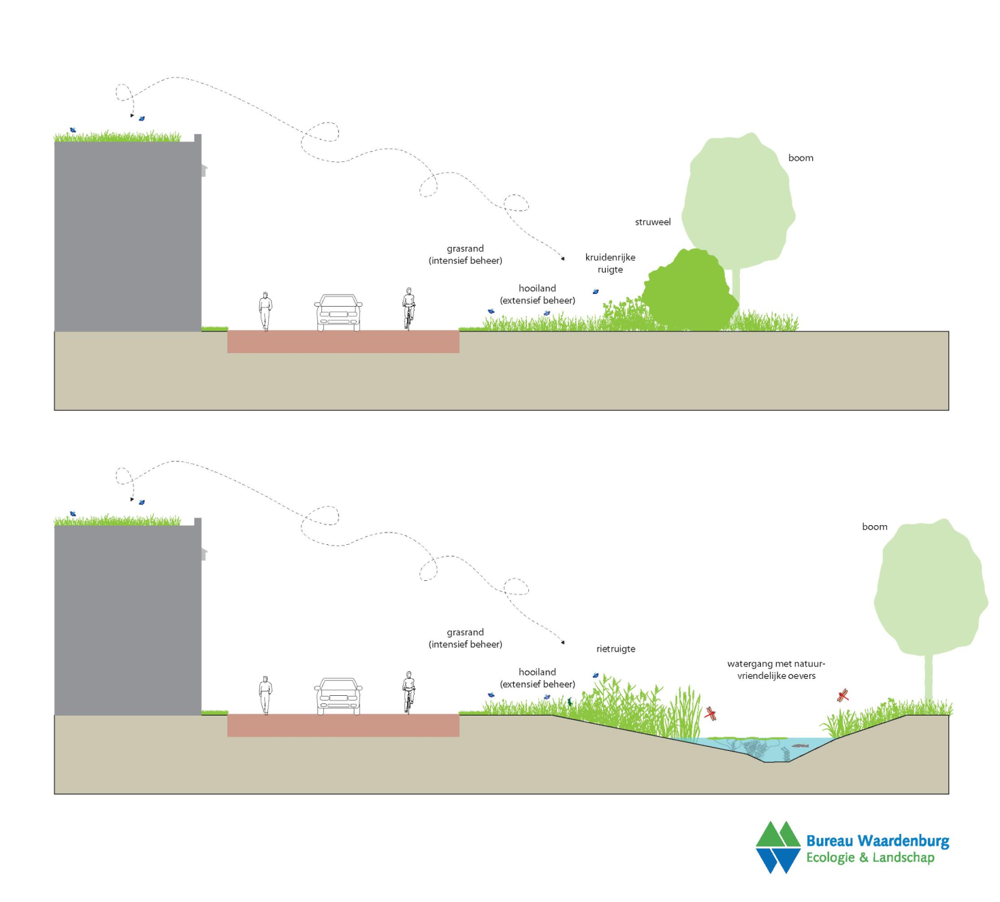 boom
struweel
grasrand
(intensief beheer)
kruidenrijke
ruigte
hooiland
(extensief beheer)
boom
grasrand
(intensief beheer)
rietruigte
hooiland
(extensief beheer)
watergang met natuur-
vriendelijke oevers
Bureau Waardenburg
Ecologie & Landschap